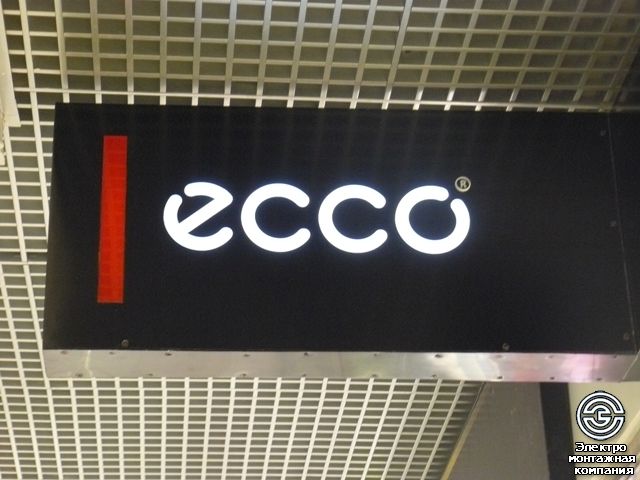 ecco®
Электро
монтажная
компания